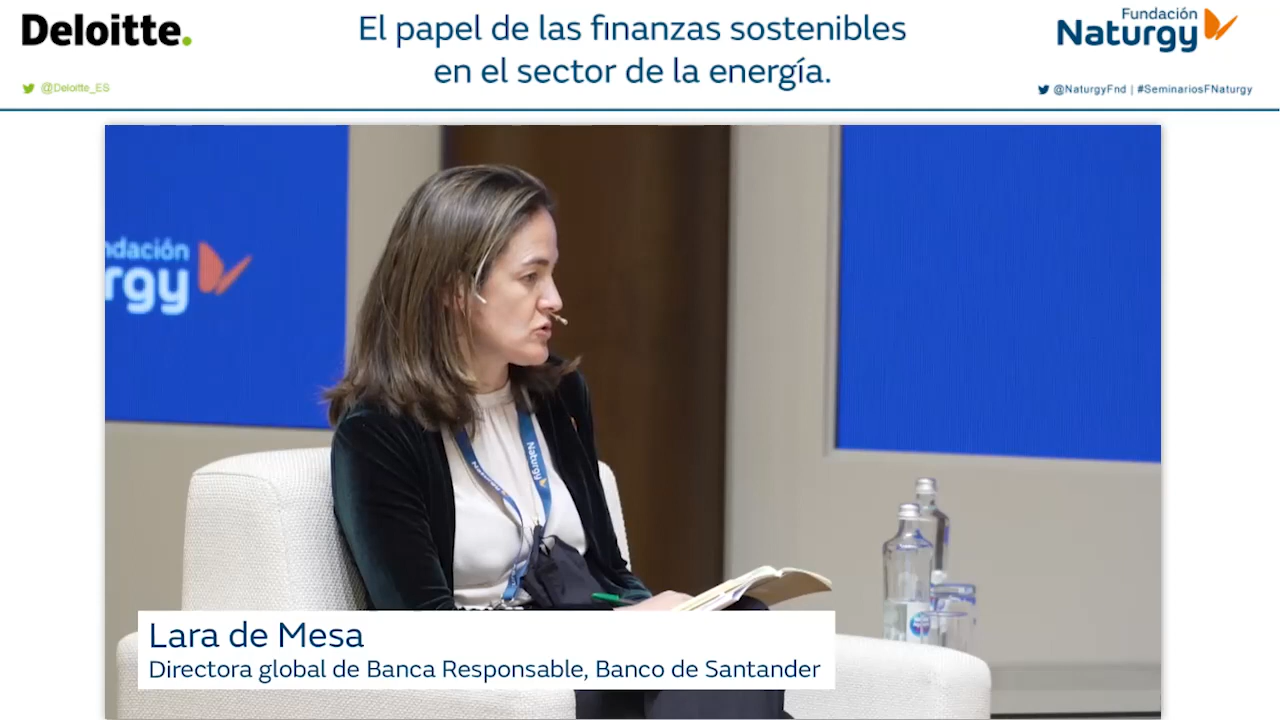 Deloitte.
@Deloitte_ES
El papel de las finanzas sostenibles
en el sector de la energía.
Fundación
Naturgy
@NaturgyFnd | #SeminariosFNaturgy
ndación
rgy
Naturgy
Lara de Mesa
Directora global de Banca Responsable, Banco de Santander